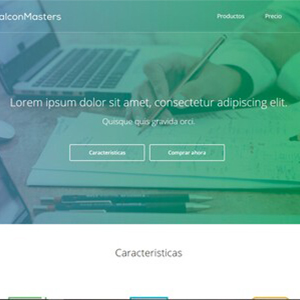 alconMasters
Productos Precio
Lorem ipsum dolor sit amet, consectetur adipiscing elit.
Quisque quis gravida orci.
Caracteristicas Comprar ahora
Caracteristicas